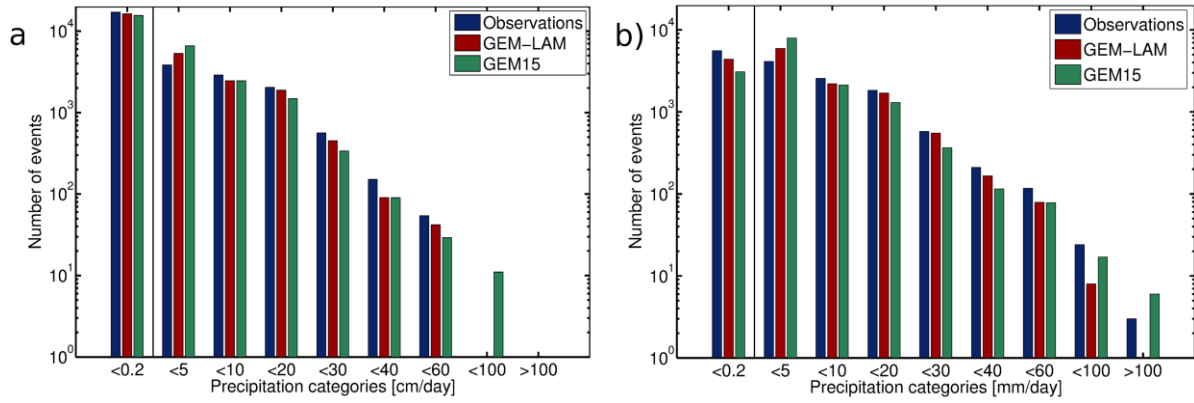 a
Number of events
10^4
10^3
10^2
10^1
10^0
Observations
GEM-LAM
GEM15
<0.2 <5 <10 <20 <30 <40 <60 <100 >100
Precipitation categories [cm/day]
b)
Number of events
10^4
10^3
10^2
10^1
10^0
Observations
GEM-LAM
GEM15
<0.2 <5 <10 <20 <30 <40 <60 <100 >100
Precipitation categories [mm/day]